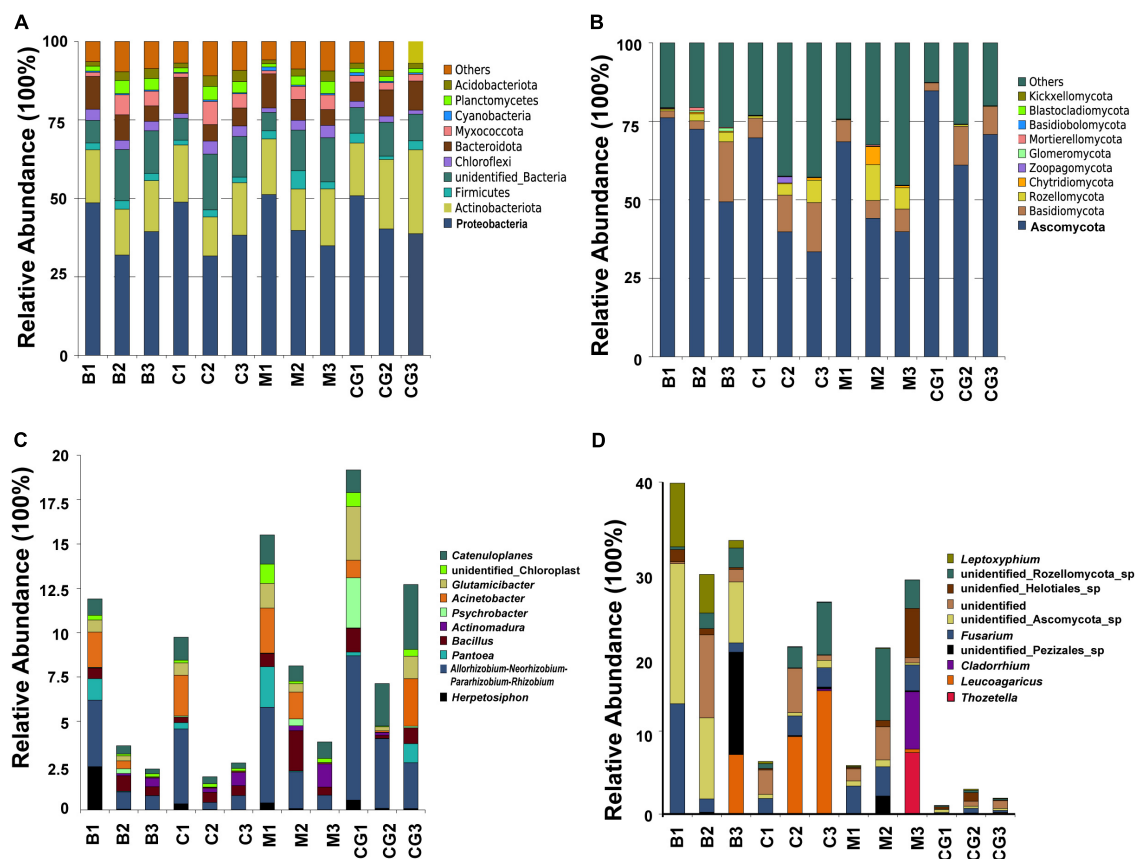 A
Relative Abundance (100%)
100
75
50
25
0
B1
B2
B3
C1
C2
C3
M1
M2
M3
CG1
CG2
CG3
Others
Acidobacteriota
Planctomycetes
Cyanobacteria
Myxococcota
Bacteroidota
Chloroflexi
unidentified_Bacteria
Firmicutes
Actinobacteriota
Proteobacteria
B
Relative Abundance (100%)
100
75
50
25
0
B1
B2
B3
C1
C2
C3
M1
M2
M3
CG1
CG2
CG3
Others
Kickxellomycota
Blastocladiomycota
Basidiobolomycota
Mortierellomycota
Glomeromycota
Zoopagomycota
Chytridiomycota
Rozellomycota
Basidiomycota
Ascomycota
C
Relative Abundance (100%)
20
17.5
15
12.5
10
7.5
5
2.5
0
B1
B2
B3
C1
C2
C3
M1
M2
M3
CG1
CG2
CG3
Catenuloplanes
unidentified_Chloroplast
Glutamicibacter
Acinetobacter
Psychrobacter
Actinomadura
Bacillus
Pantoea
Allorhizobium-Neorhizobium-
Pararhizobium-Rhizobium
Herpetosiphon
D
Relative Abundance (100%)
40
30
20
10
0
B1
B2
B3
C1
C2
C3
M1
M2
M3
CG1
CG2
CG3
Leptoxyphium
unidentified_Rozellomycota_sp
unidentified_Helotiales_sp
unidentified
unidentified_Ascomycota_sp
Fusarium
unidentified_Pezizales_sp
Cladorrhium
Leucoagaricus
Thozetella